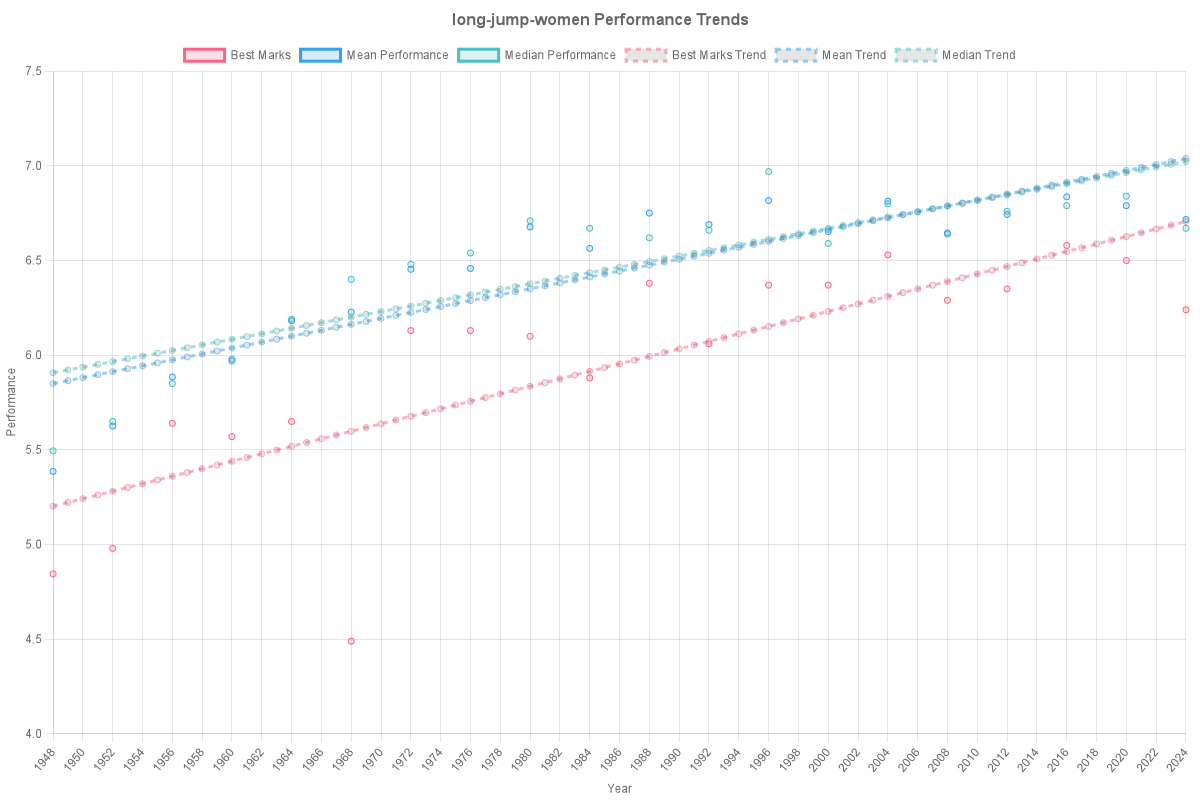 long-jump-women Performance Trends
Best Marks Mean Performance Median Performance Best Marks Trend Mean Trend Median Trend
7.5
7.0
6.5
6.0
5.5
5.0
4.5
4.0
Performance
1948 1950 1952 1954 1956 1958 1960 1962 1964 1966 1968 1970 1972 1974 1976 1978 1980 1982 1984 1986 1988 1990 1992 1994 1996 1998 2000 2002 2004 2006 2008 2010 2012 2014 2016 2018 2020 2022 2024
Year